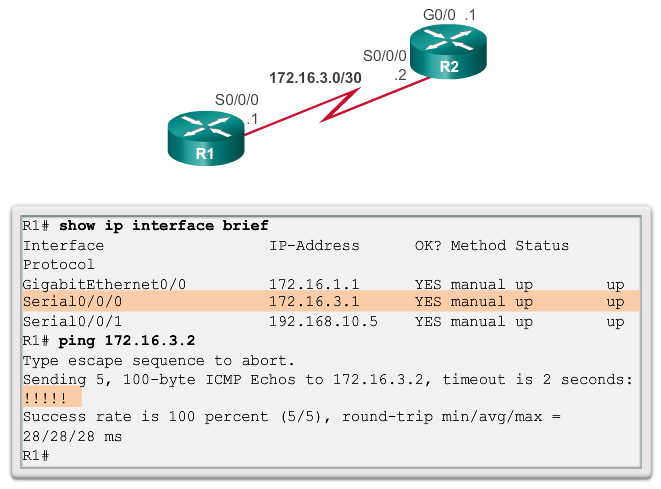 G0/0 .1
S0/0/0
R2
.2
172.16.3.0/30
S0/0/0
.1
R1
R1# show ip interface brief
Interface IP-Address OK? Method Status
Protocol
GigabitEthernet0/0 172.16.1.1 YES manual up up
Serial0/0/0 172.16.3.1 YES manual up up
Serial0/0/1 192.168.10.5 YES manual up up
R1# ping 172.16.3.2
Type escape sequence to abort.
Sending 5, 100-byte ICMP Echos to 172.16.3.2, timeout is 2 seconds:
!!!!!
Success rate is 100 percent (5/5), round-trip min/avg/max =
28/28/28 ms
R1#